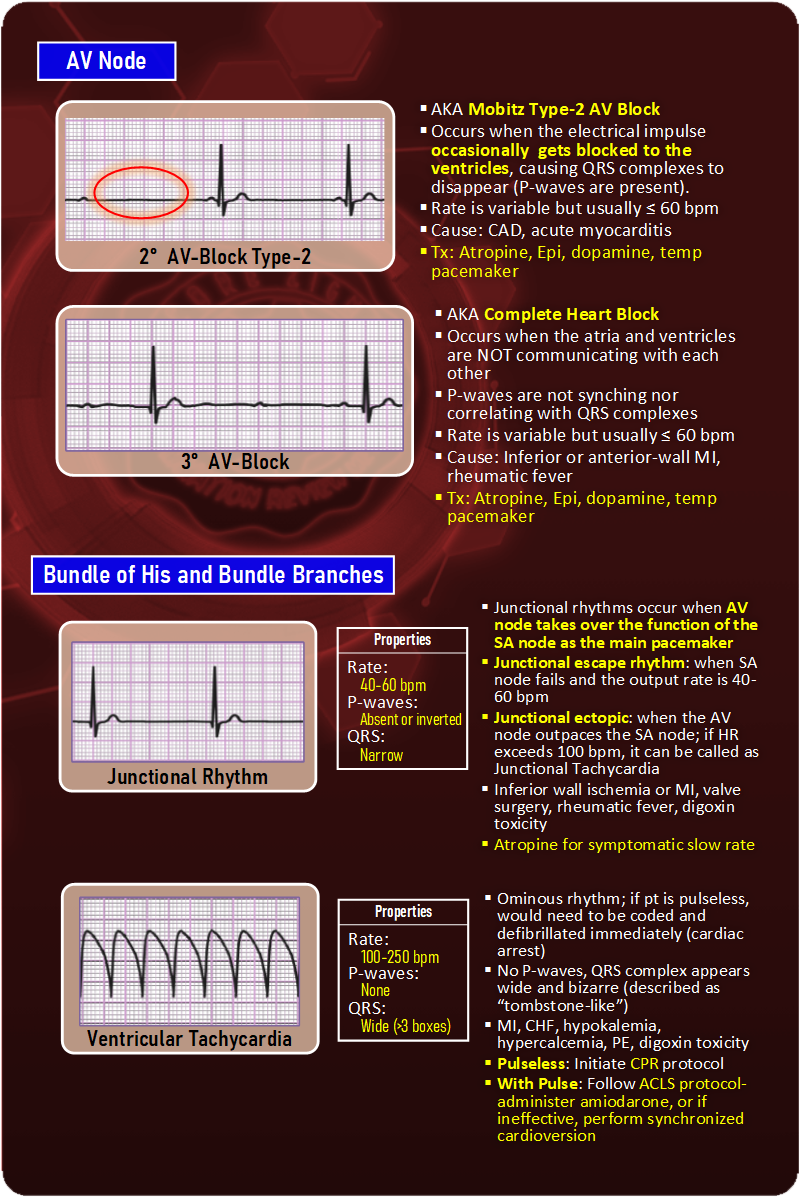 AV Node
▪ AKA Mobitz Type-2 AV Block
▪ Occurs when the electrical impulse
occasionally gets blocked to the
ventricles, causing QRS complexes to
disappear (P-waves are present).
▪ Rate is variable but usually ≤ 60 bpm
▪ Cause: CAD, acute myocarditis
▪ Tx: Atropine, Epi, dopamine, temp
pacemaker
2° AV-Block Type-2
▪ AKA Complete Heart Block
▪ Occurs when the atria and ventricles
are NOT communicating with each
other
▪ P-waves are not synching nor
correlating with QRS complexes
▪ Rate is variable but usually ≤ 60 bpm
▪ Cause: Inferior or anterior-wall MI,
rheumatic fever
▪ Tx: Atropine, Epi, dopamine, temp
pacemaker
3° AV-Block
Bundle of His and Bundle Branches
Junctional Rhythm
Properties
Rate:
40-60 bpm
P-waves:
Absent or inverted
QRS:
Narrow
▪ Junctional rhythms occur when AV
node takes over the function of the
SA node as the main pacemaker
▪ Junctional escape rhythm: when SA
node fails and the output rate is 40-
60 bpm
▪ Junctional ectopic: when the AV
node outpaces the SA node; if HR
exceeds 100 bpm, it can be called as
Junctional Tachycardia
▪ Inferior wall ischemia or MI, valve
surgery, rheumatic fever, digoxin
toxicity
▪ Atropine for symptomatic slow rate
Ventricular Tachycardia
Properties
Rate:
100-250 bpm
P-waves:
None
QRS:
Wide (>3 boxes)
▪ Ominous rhythm; if pt is pulseless,
would need to be coded and
defibrillated immediately (cardiac
arrest)
▪ No P-waves, QRS complex appears
wide and bizarre (described as
“tombstone-like”)
▪ MI, CHF, hypokalemia,
hypercalcemia, PE, digoxin toxicity
▪ Pulseless: Initiate CPR protocol
▪ With Pulse: Follow ACLS protocol-
administer amiodarone, or if
ineffective, perform synchronized
cardioversion